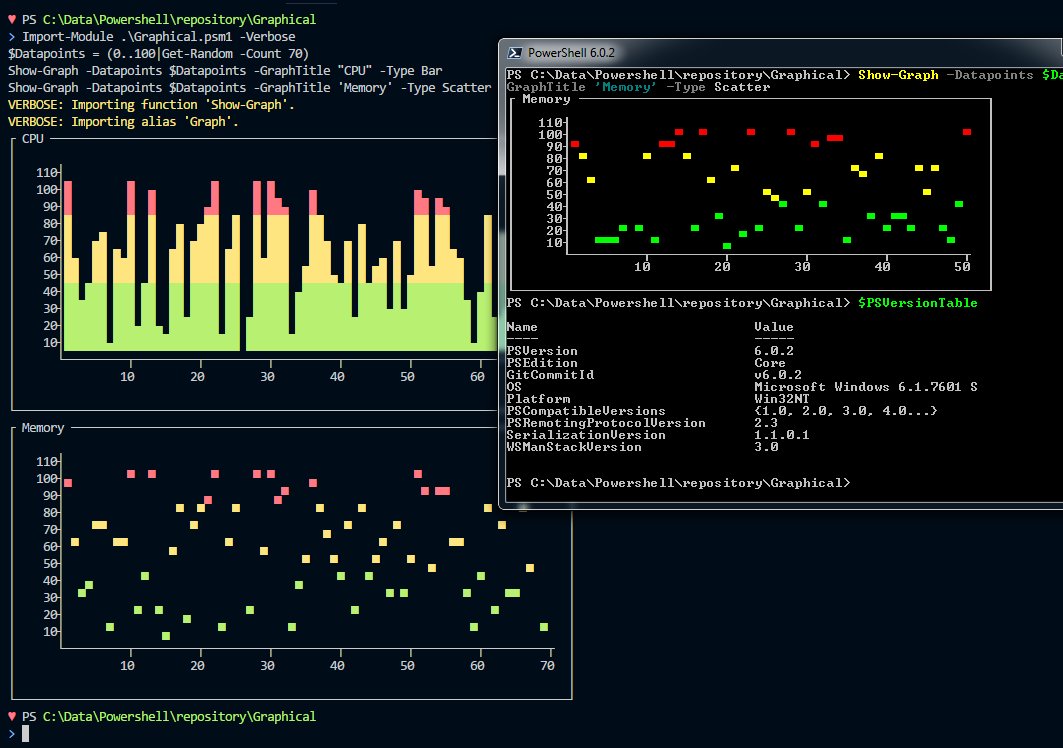 ♥ PS C:\Data\Powershell\repository\Graphical
> Import-Module .\Graphical.psm1 -Verbose
$Datapoints = (0..100|Get-Random -Count 70)
Show-Graph -Datapoints $Datapoints -GraphTitle "CPU" -Type Bar
Show-Graph -Datapoints $Datapoints -GraphTitle 'Memory' -Type Scatter
VERBOSE: Importing function 'Show-Graph'.
VERBOSE: Importing alias 'Graph'.
CPU
110
100
90
80
70
60
50
40
30
20
10
10 20 30 40 50 60
Memory
110
100
90
80
70
60
50
40
30
20
10
10 20 30 40 50 60 70
♥ PS C:\Data\Powershell\repository\Graphical
>
PowerShell 6.0.2
PS C:\Data\Powershell\repository\Graphical> Show-Graph -Datapoints $Da
GraphTitle 'Memory' -Type Scatter
Memory
110
100
90
80
70
60
50
40
30
20
10
10 20 30 40 50
PS C:\Data\Powershell\repository\Graphical> $PSVersionTable
Name Value
---- -----
PSVersion 6.0.2
PSEdition Core
GitCommitId v6.0.2
OS Microsoft Windows 6.1.7601 S
Platform Win32NT
PSCompatibleVersions {1.0, 2.0, 3.0, 4.0...}
PSRemotingProtocolVersion 2.3
SerializationVersion 1.1.0.1
WSManStackVersion 3.0
PS C:\Data\Powershell\repository\Graphical>